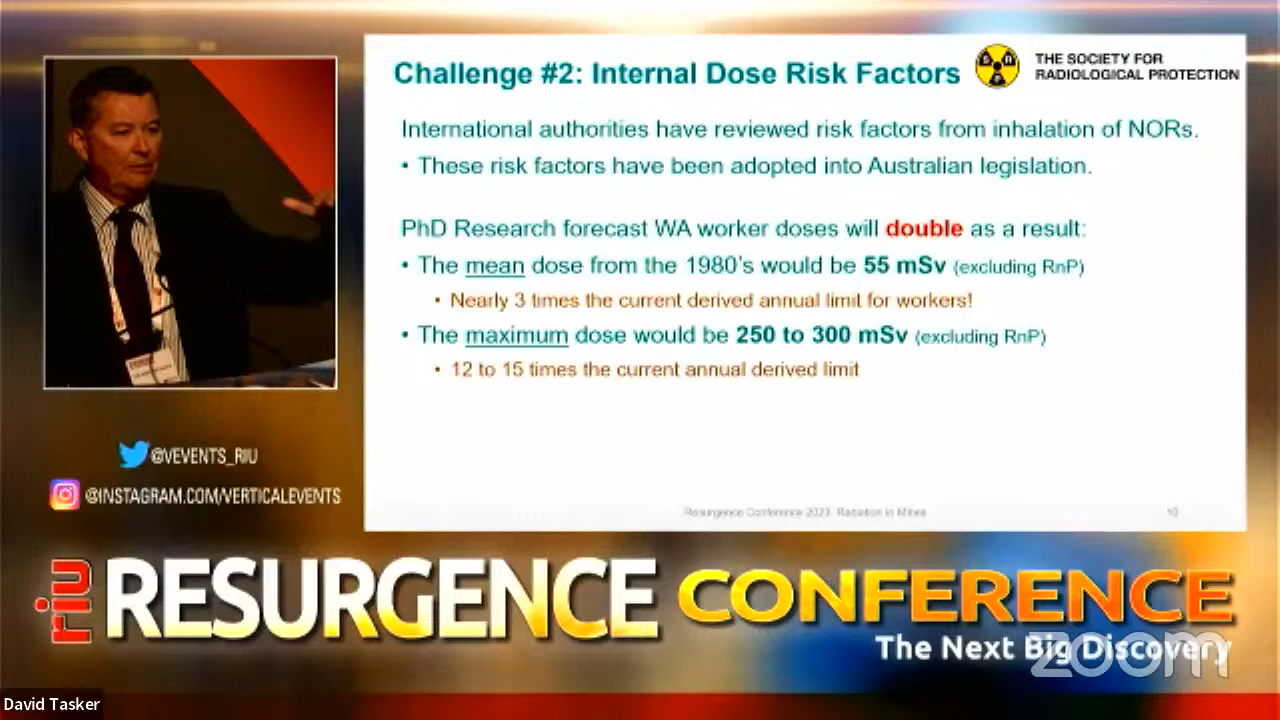 Challenge #2: Internal Dose Risk Factors
THE SOCIETY FOR
RADIOLOGICAL PROTECTION
International authorities have reviewed risk factors from inhalation of NORs.
• These risk factors have been adopted into Australian legislation.
PhD Research forecast WA worker doses will double as a result:
• The mean dose from the 1980's would be 55 mSv (excluding RnP)
• Nearly 3 times the current derived annual limit for workers!
• The maximum dose would be 250 to 300 mSv (excluding RnP)
• 12 to 15 times the current annual derived limit
Resurgence Conference 2023 Radiation in Mines
@VEVENTS_RIU
@INSTAGRAM.COM/VERTICALEVENTS
riu RESURGENCE CONFERENCE
The Next Big Discovery
zoom
David Tasker